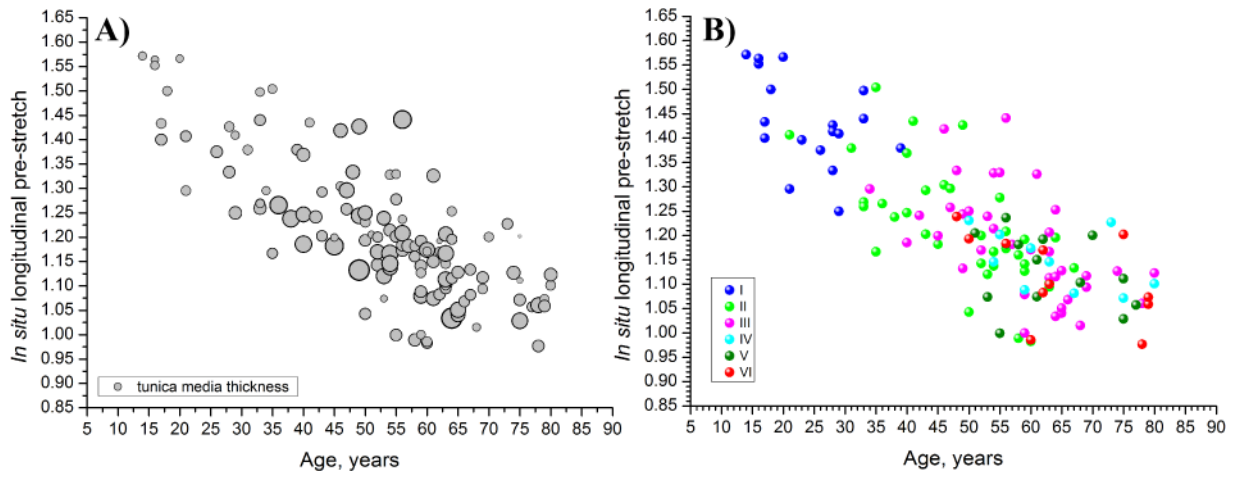 A)
In situ longitudinal pre-stretch
1.65
1.60
1.55
1.50
1.45
1.40
1.35
1.30
1.25
1.20
1.15
1.10
1.05
1.00
0.95
0.90
0.85
tunica media thickness
5 10 15 20 25 30 35 40 45 50 55 60 65 70 75 80 85 90
Age, years
B)
In situ longitudinal pre-stretch
1.65
1.60
1.55
1.50
1.45
1.40
1.35
1.30
1.25
1.20
1.15
1.10
1.05
1.00
0.95
0.90
0.85
I
II
III
IV
V
VI
5 10 15 20 25 30 35 40 45 50 55 60 65 70 75 80 85 90
Age, years